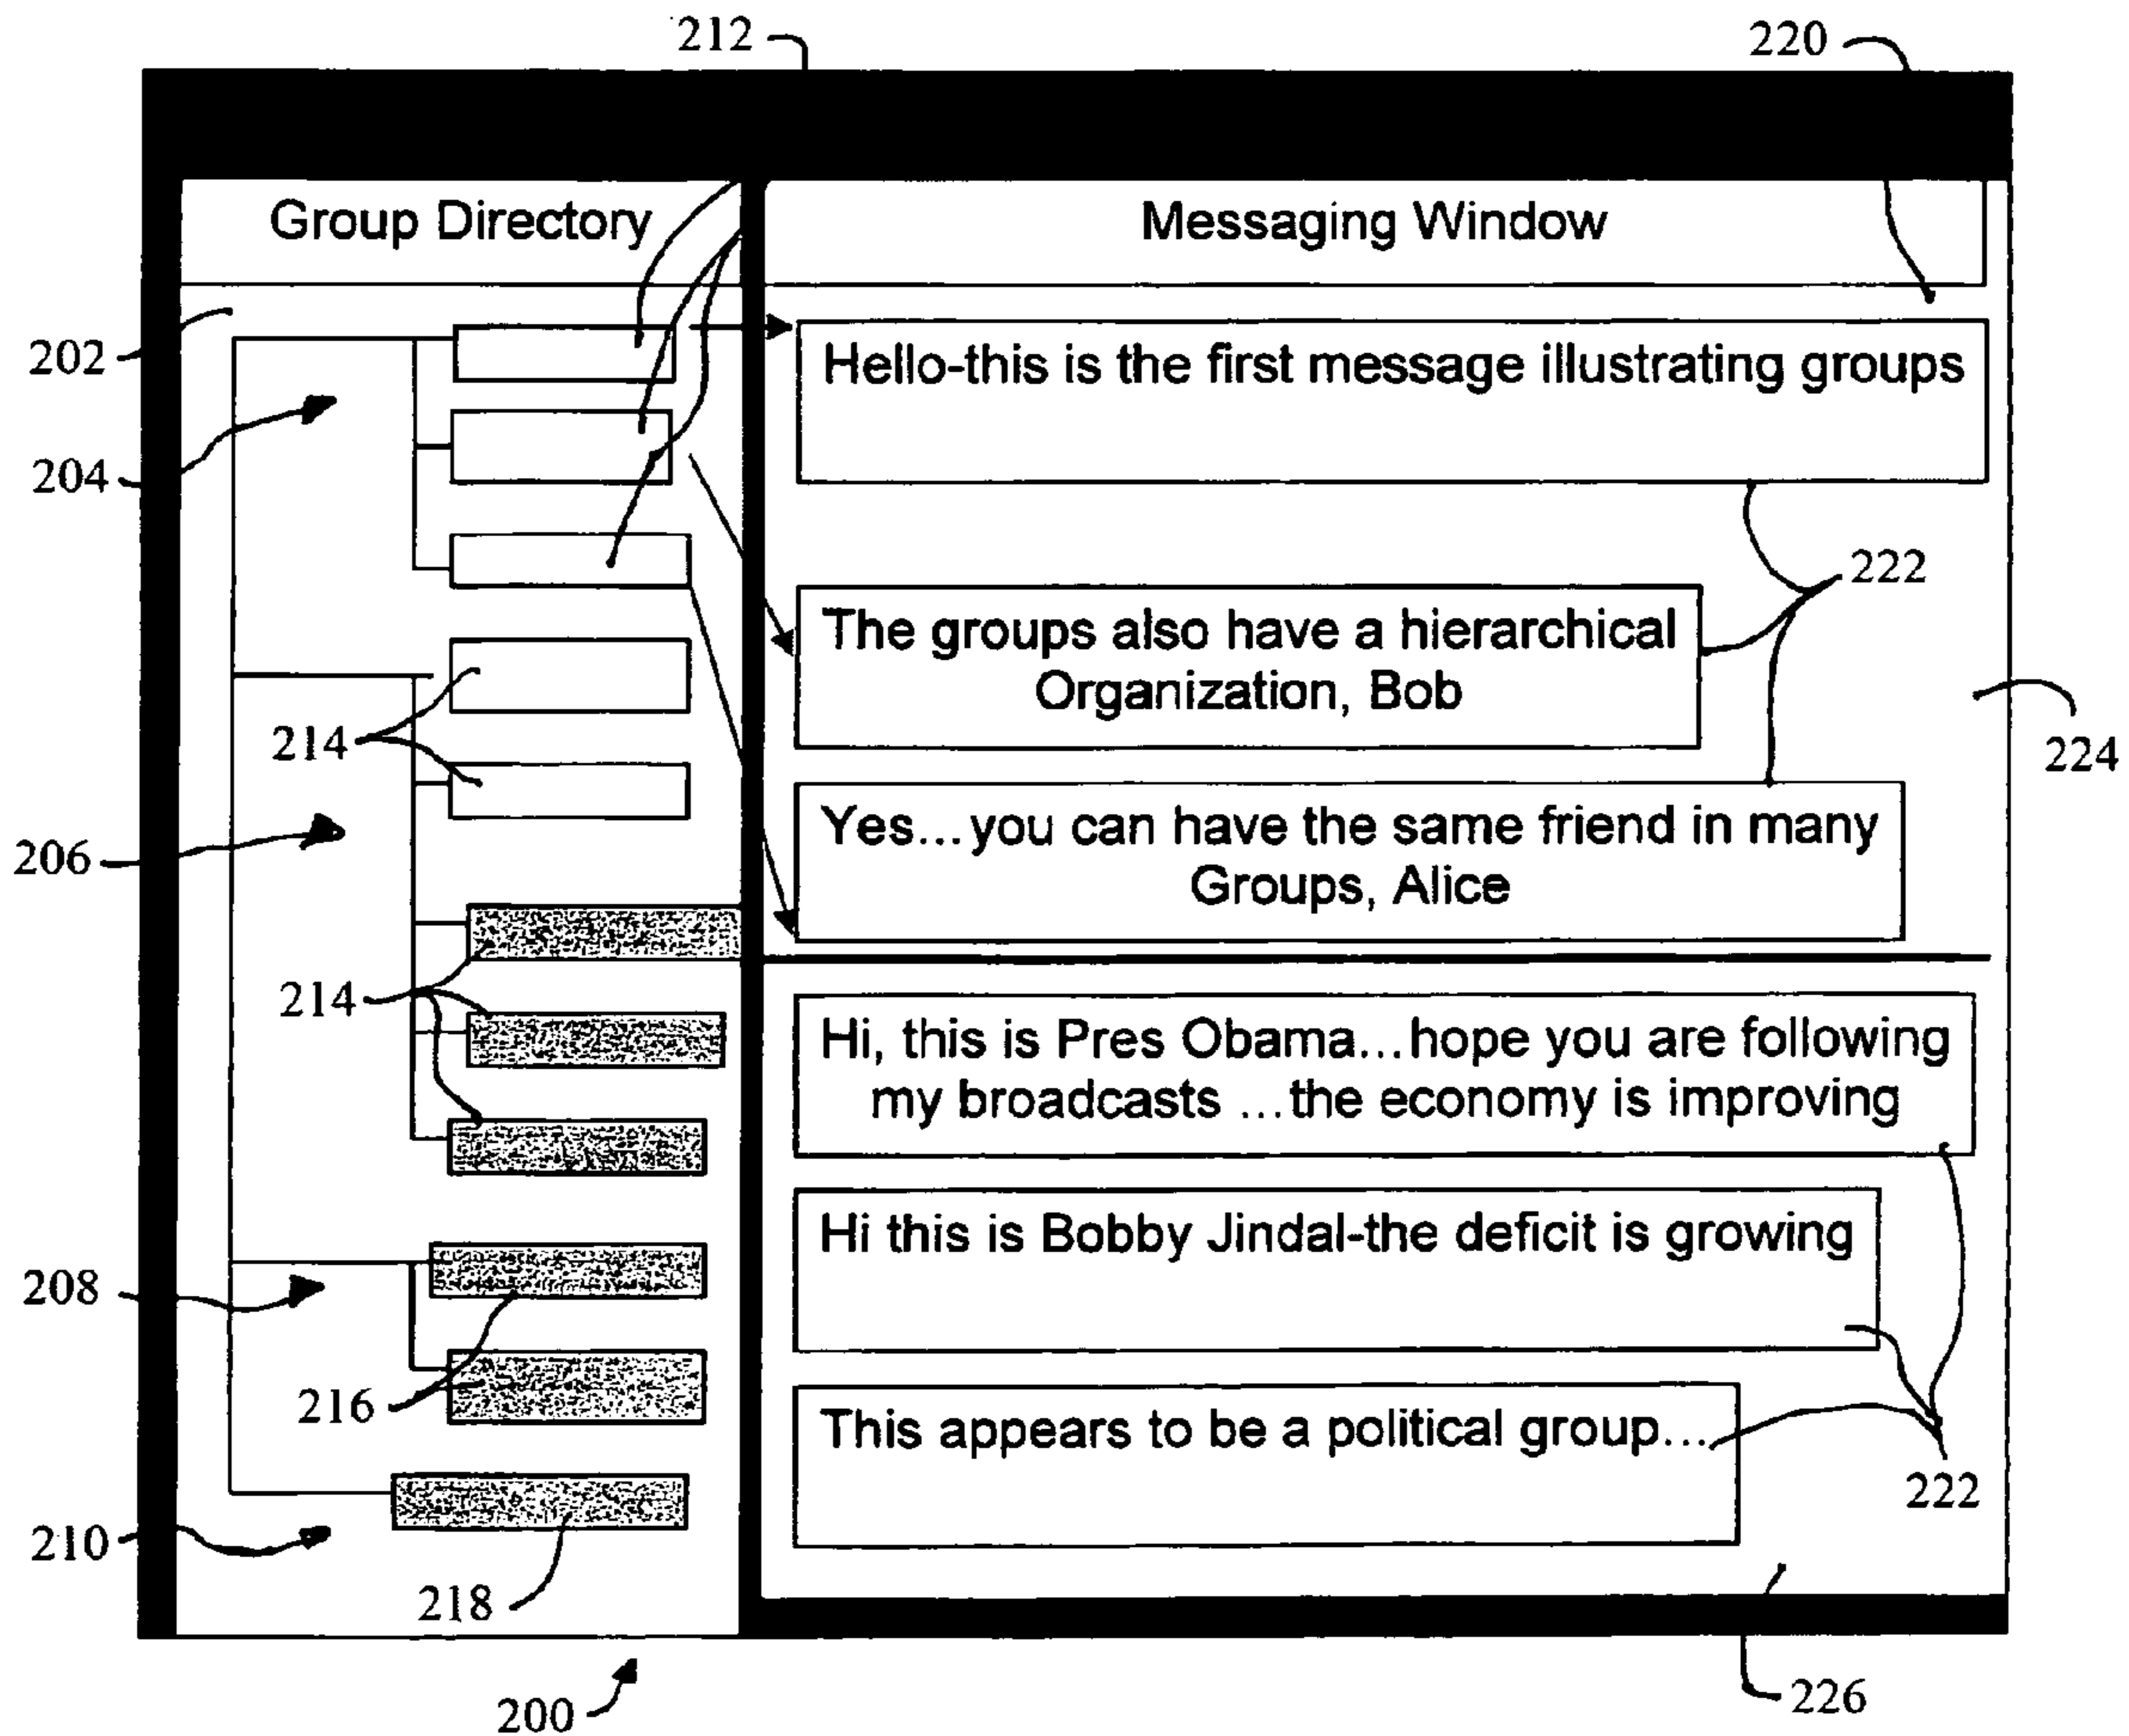 212
220
Group Directory
Messaging Window
202
Hello-this is the first message illustrating groups
204
222
The groups also have a hierarchical
Organization, Bob
214
224
Yes...you can have the same friend in many
Groups, Alice
206
214
Hi, this is Pres Obama...hope you are following
my broadcasts ...the economy is improving
Hi this is Bobby Jindal-the deficit is growing
208
216
This appears to be a political group...
222
210
218
200
226